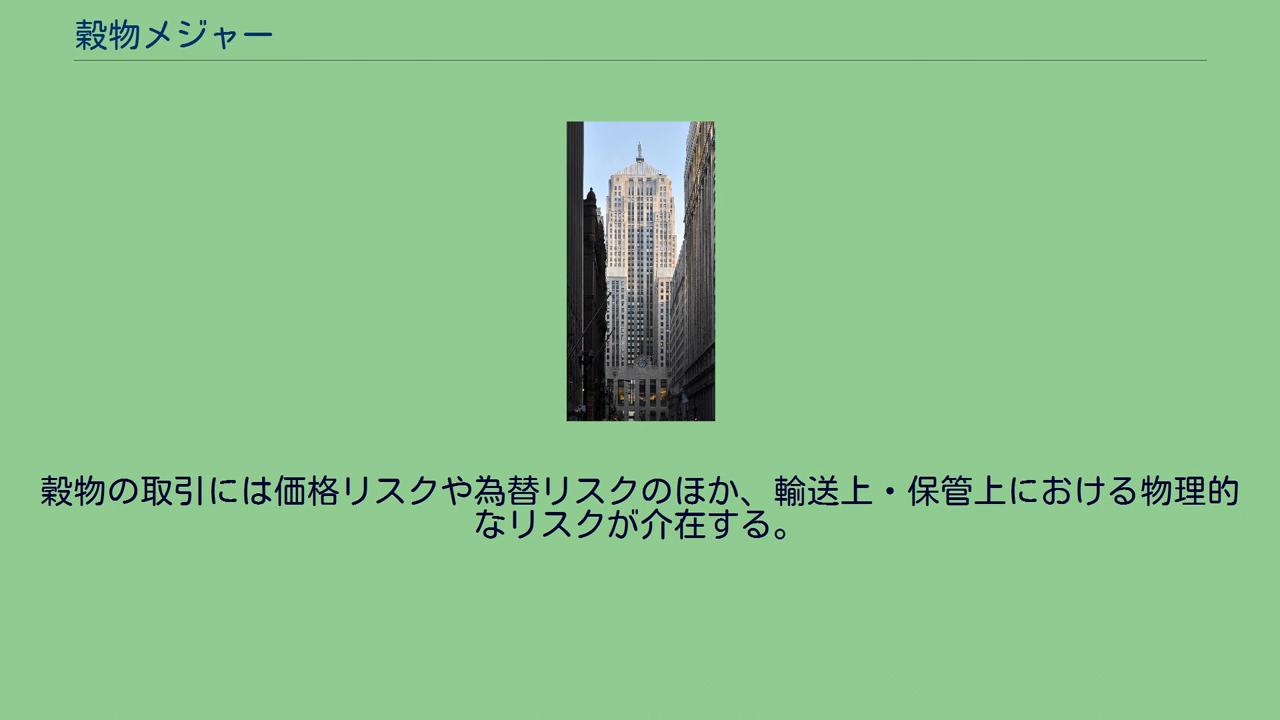 穀物メジャー
穀物の取引には価格リスクや為替リスクのほか、輸送上・保管上における物理的
なリスクが介在する。